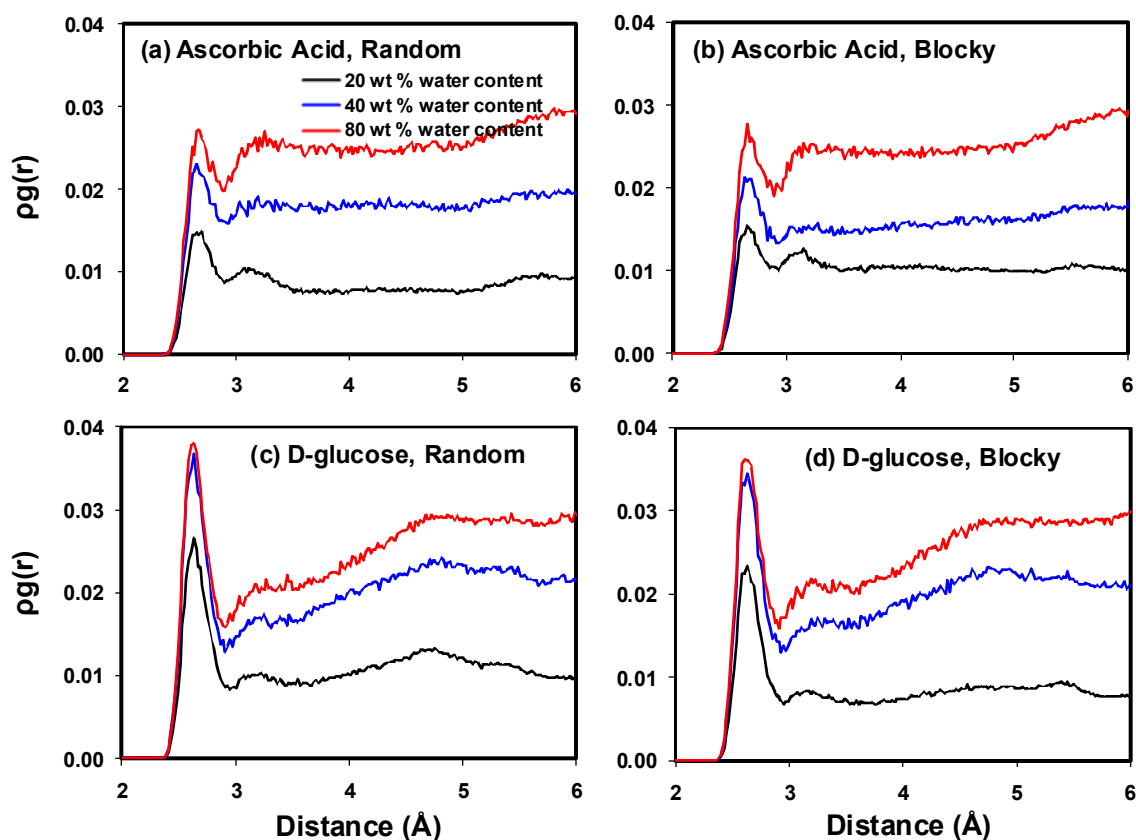 0.04
(a) Ascorbic Acid, Random
20 wt % water content
40 wt % water content
80 wt % water content
0.03
0.02
0.01
0.00
ρg(r)
2 3 4 5 6
0.04
(b) Ascorbic Acid, Blocky
0.03
0.02
0.01
0.00
2 3 4 5 6
0.04
(c) D-glucose, Random
0.03
0.02
0.01
0.00
ρg(r)
2 3 4 5 6
Distance (Å)
0.04
(d) D-glucose, Blocky
0.03
0.02
0.01
0.00
2 3 4 5 6
Distance (Å)